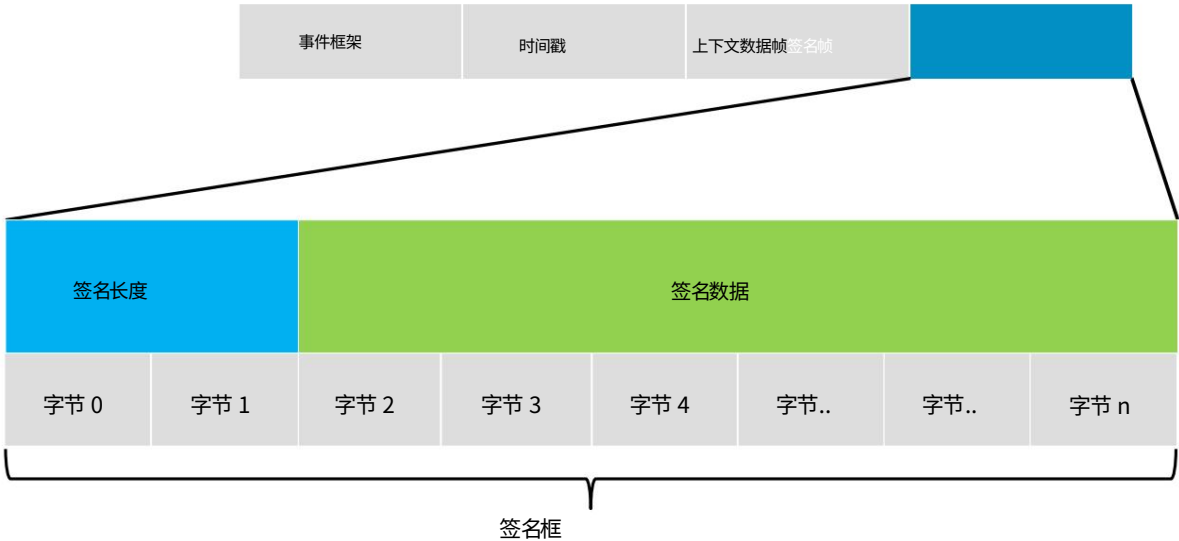 事件框架
时间戳
上下文数据帧签名帧
签名长度
签名数据
字节 0
字节 1
字节 2
字节 3
字节 4
字节..
字节..
字节 n
签名框